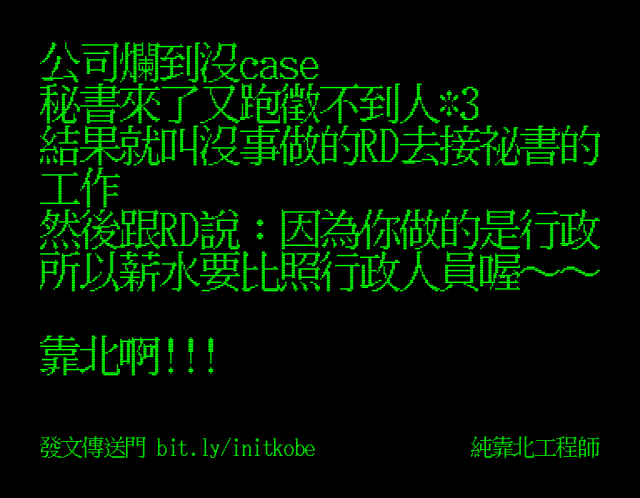 公司爛到沒case
秘書來了又跑徵不到人*3
結果就叫沒事做的RD去接祕書的
工作
然後跟RD說：因為你做的是行政
所以薪水要比照行政人員喔～～
靠北啊!!!
發文傳送門 bit.ly/initkobe
純靠北工程師